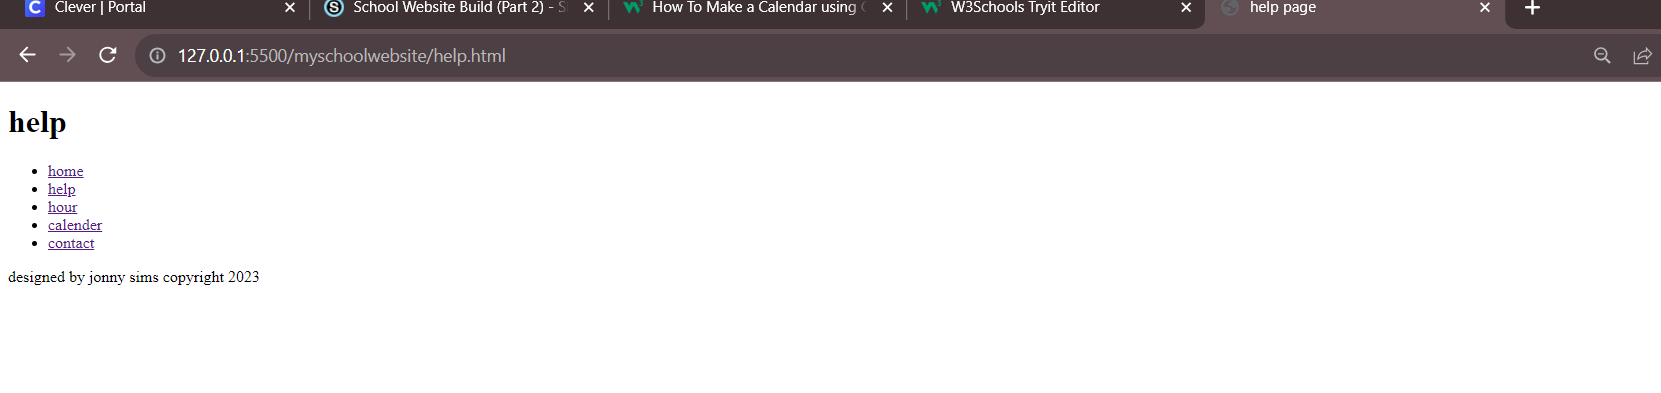 Clever | Portal
School Website Build (Part 2) -
How To Make a Calendar using
W3Schools Tryit Editor
help page
127.0.0.1:5500/myschoolwebsite/help.html
help
home
help
hour
calender
contact
designed by jonny sims copyright 2023